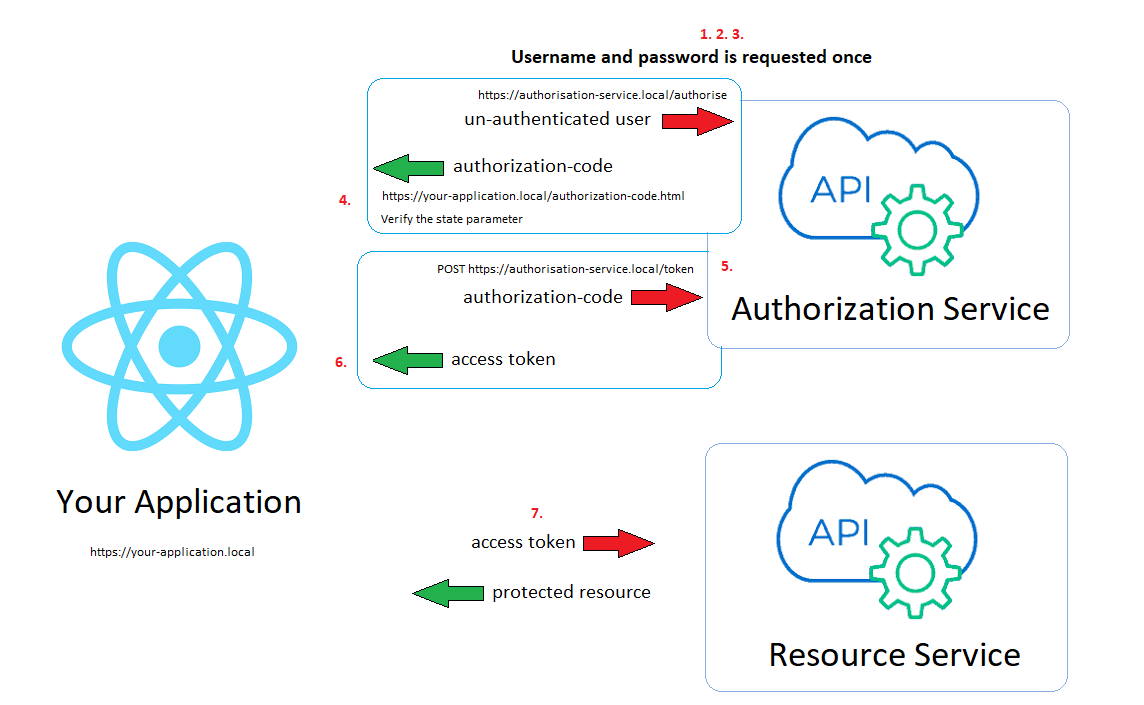 1. 2. 3.
Username and password is requested once
https://authorisation-service.local/authorise
un-authenticated user
authorization-code
https://your-application.local/authorization-code.html
4.
Verify the state parameter
API
Authorization Service
POST https://authorisation-service.local/token
5.
authorization-code
access token
6.
Your Application
https://your-application.local
7.
access token
protected resource
API
Resource Service